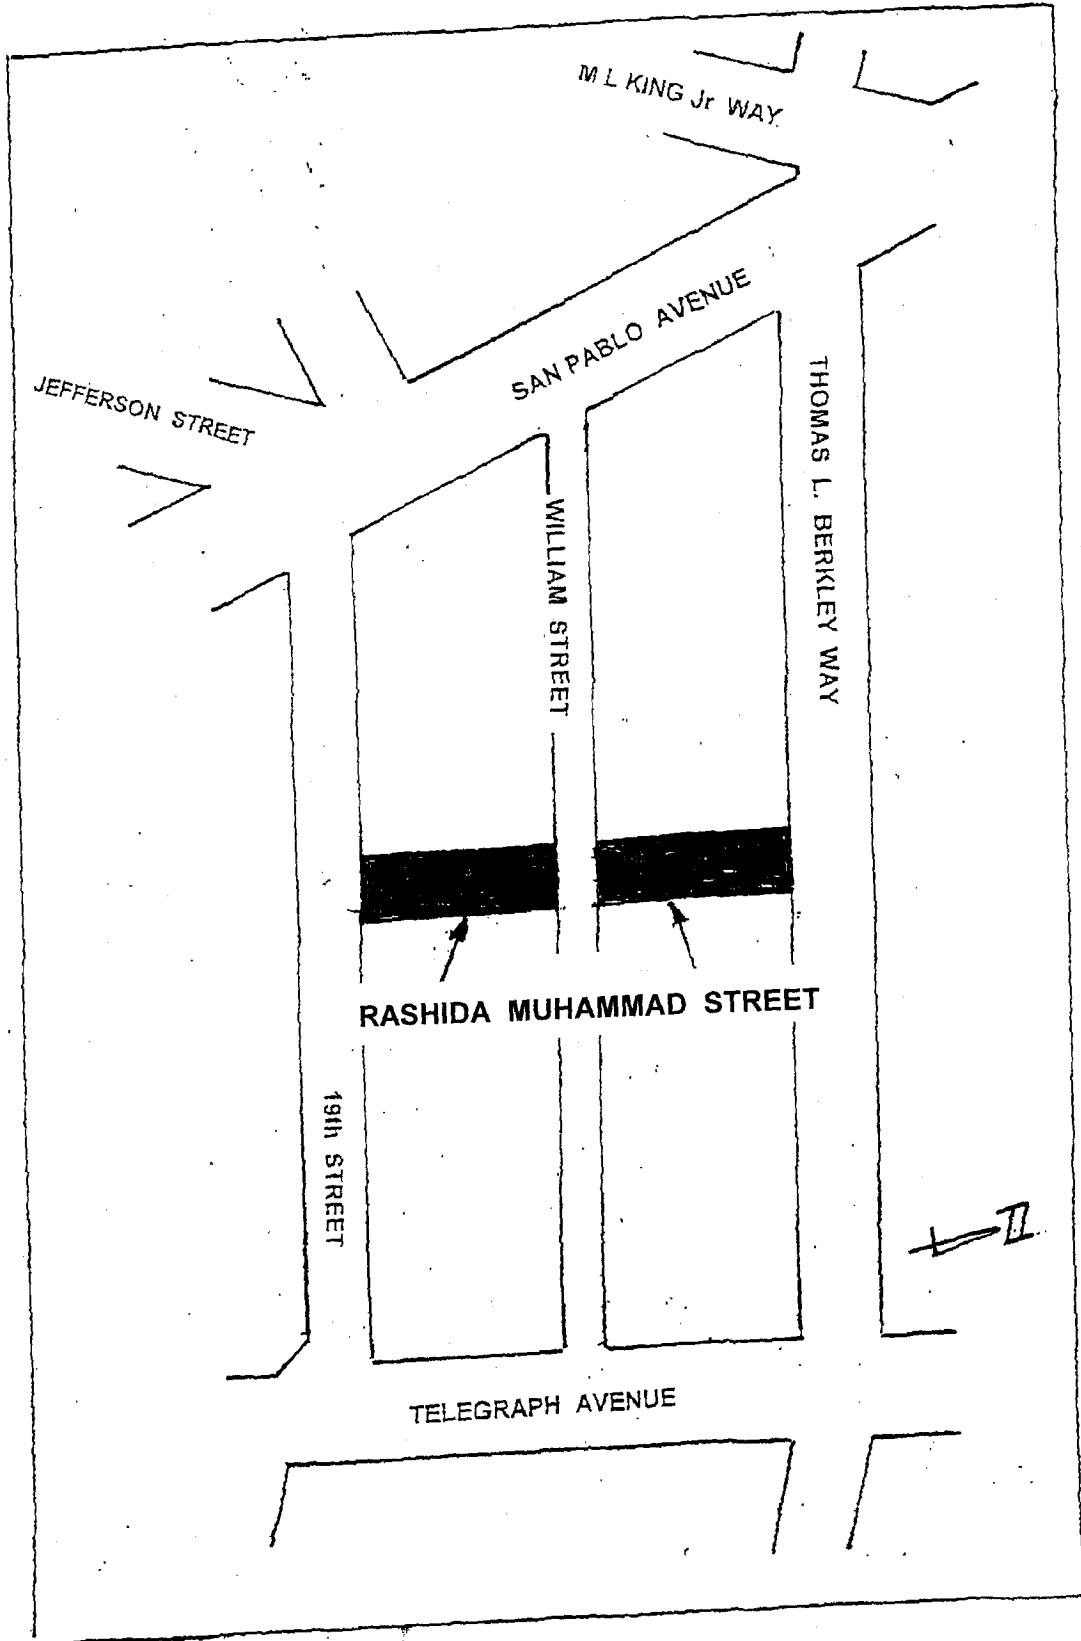 M L KING Jr WAY.
SAN PABLO AVENUE
JEFFERSON STREET
THOMAS L. BERKLEY WAY
WILLIAM STREET
RASHIDA MUHAMMAD STREET
19th STREET
TELEGRAPH AVENUE